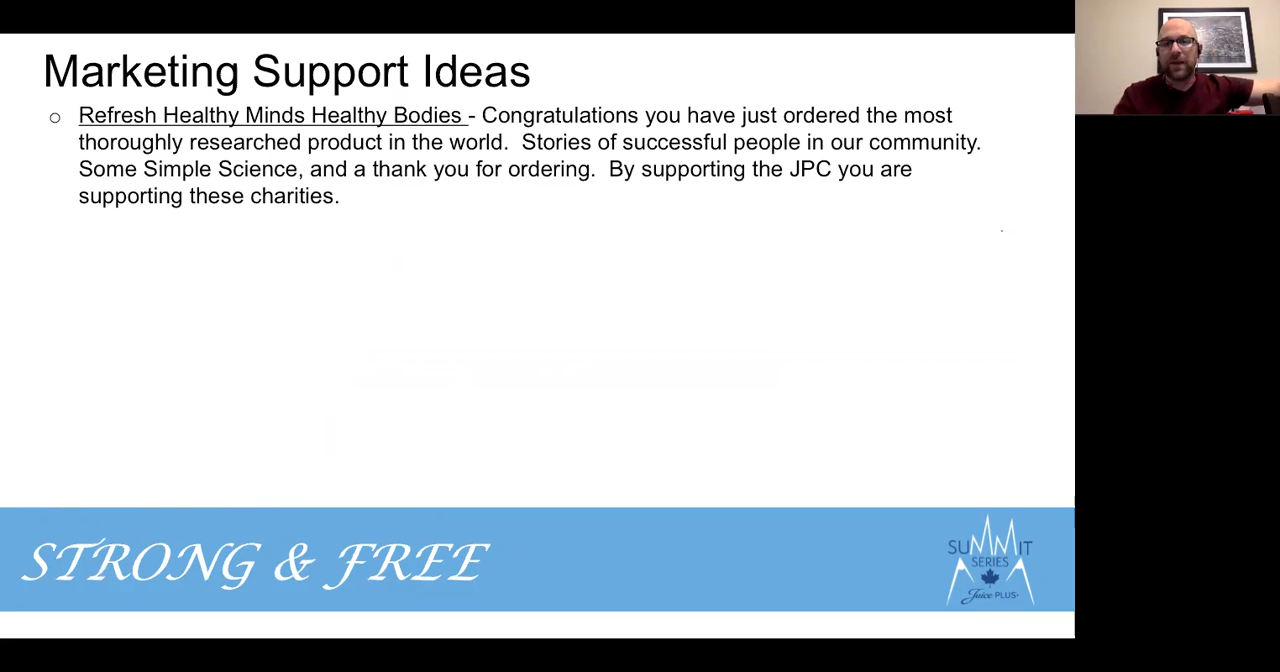 Marketing Support Ideas
o Refresh Healthy Minds Healthy Bodies - Congratulations you have just ordered the most
thoroughly researched product in the world.  Stories of successful people in our community.
Some Simple Science, and a thank you for ordering.  By supporting the JPC you are
supporting these charities.
STRONG & FREE
SUMMIT
SERIES
Juice PLUS+